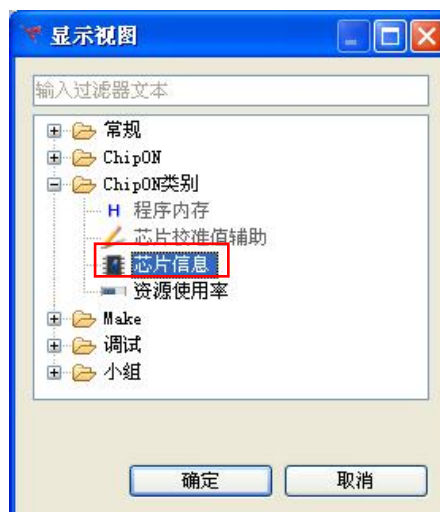 显示视图
输入过滤器文本
常规
ChipON
ChipON类别
H 程序内存
芯片校准值辅助
芯片信息
资源使用率
Make
调试
小组
确定
取消